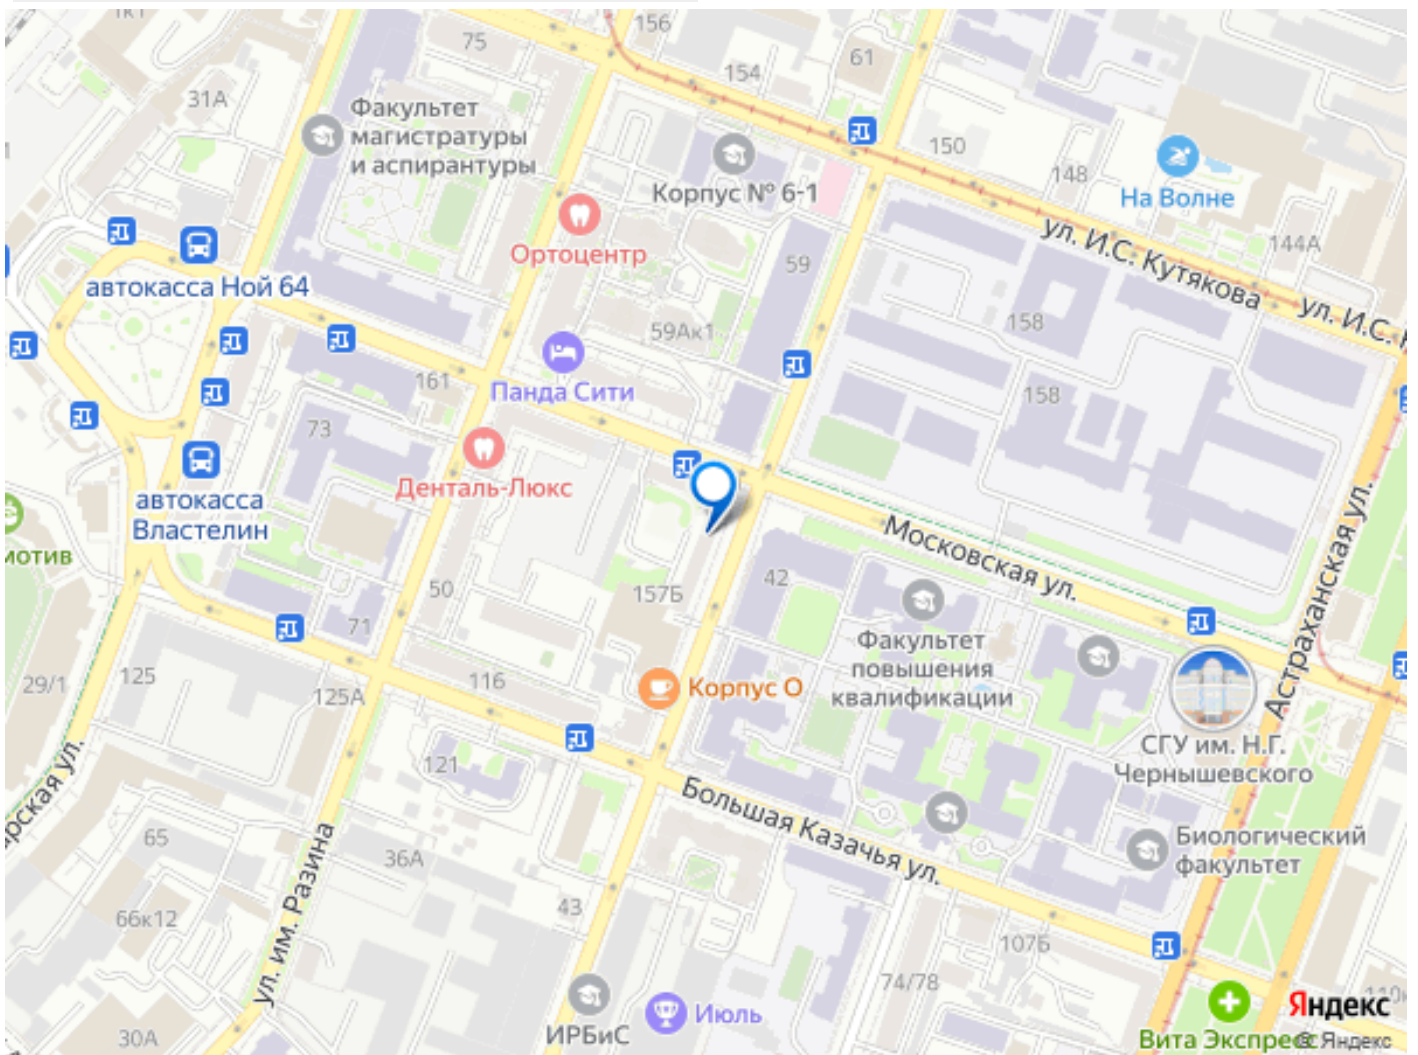 156
75
154
61
31А
Факультет
магистратуры
и аспирантуры
150
148
Корпус № 6-1
На Волне
Ортоцентр
ул. И.С. Кутякова
144А
59
автокасса Ной 64
ул. И.С.
158
59Ак1
161
Панда Сити
158
73
Денталь-Люкс
автокасса
Властелин
Московская ул.
Астраханская ул.
мотив
50
157Б
42
71
Факультет
повышения
квалификации
29/1
125
125А
116
Корпус О
СГУ им. Н.Г.
Чернышевского
121
Большая Казачья ул.
арская ул.
65
36А
ул. им. Разина
Биологический
факультет
66к12
43
107Б
74/78
ИРБиС
Июль
Яндекс
30А
Вита Экспресс
© Яндекс